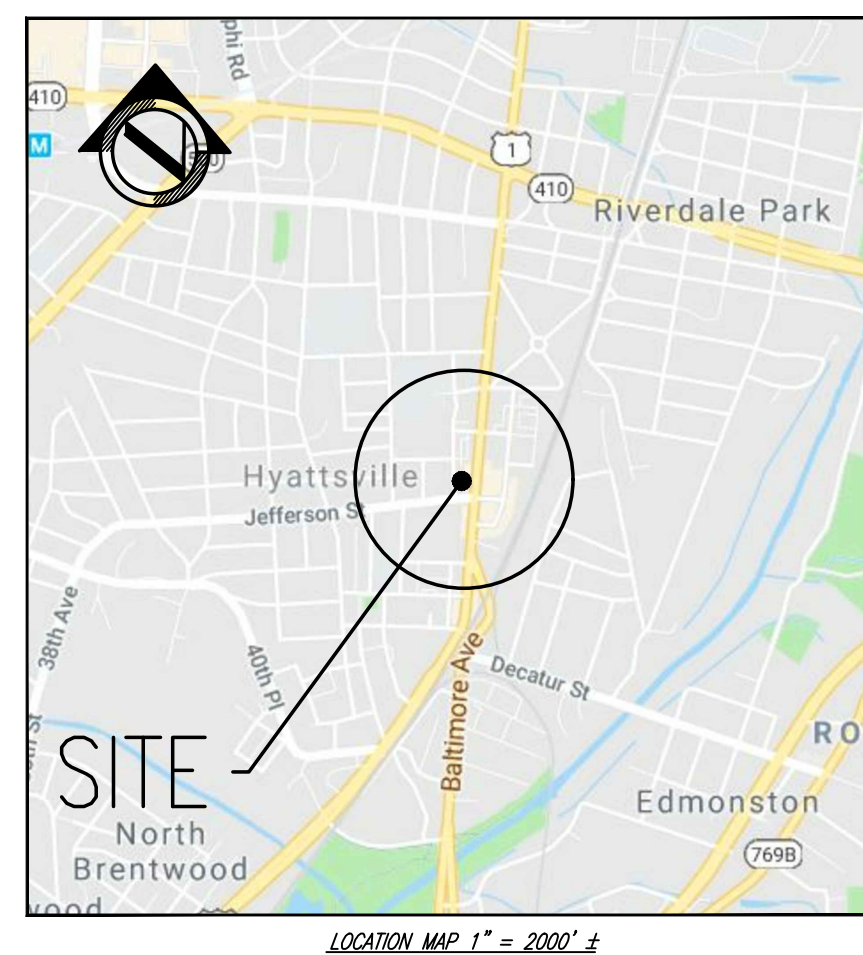 phi Rd
410
M
1
410
Riverdale Park
Hyattsville
Jefferson St
38th Ave
40th Pl
Baltimore Ave
Decatur St
RO
SITE
Edmonston
North
Brentwood
769B
wood
LOCATION MAP 1" = 2000' ±